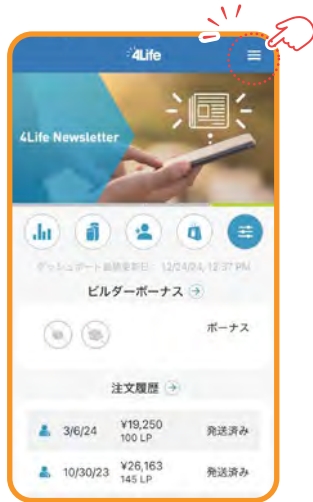 4Life
4Life Newsletter
ダッシュボード最終更新日: 12/24/24, 12:37 PM
ビルダーボーナス
ボーナス
注文履歴
3/6/24 ¥19,250 発送済み
100 LP
10/30/23 ¥26,163 発送済み
145 LP